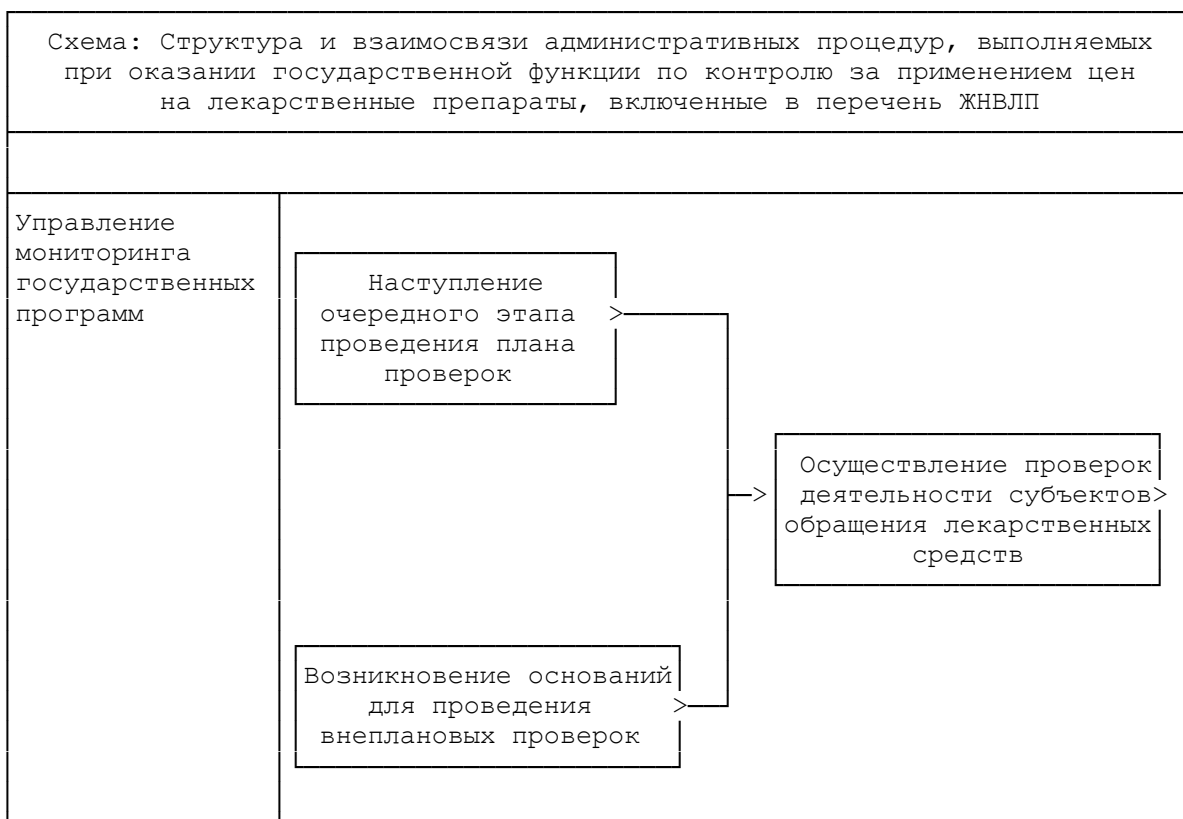 Схема: Структура и взаимосвязи административных процедур, выполняемых
при оказании государственной функции по контролю за применением цен
на лекарственные препараты, включенные в перечень ЖНВЛП
Управление
мониторинга
государственных
программ
Наступление
очередного этапа
проведения плана
проверок
Осуществление проверок
деятельности субъектов
обращения лекарственных
средств
Возникновение оснований
для проведения
внеплановых проверок